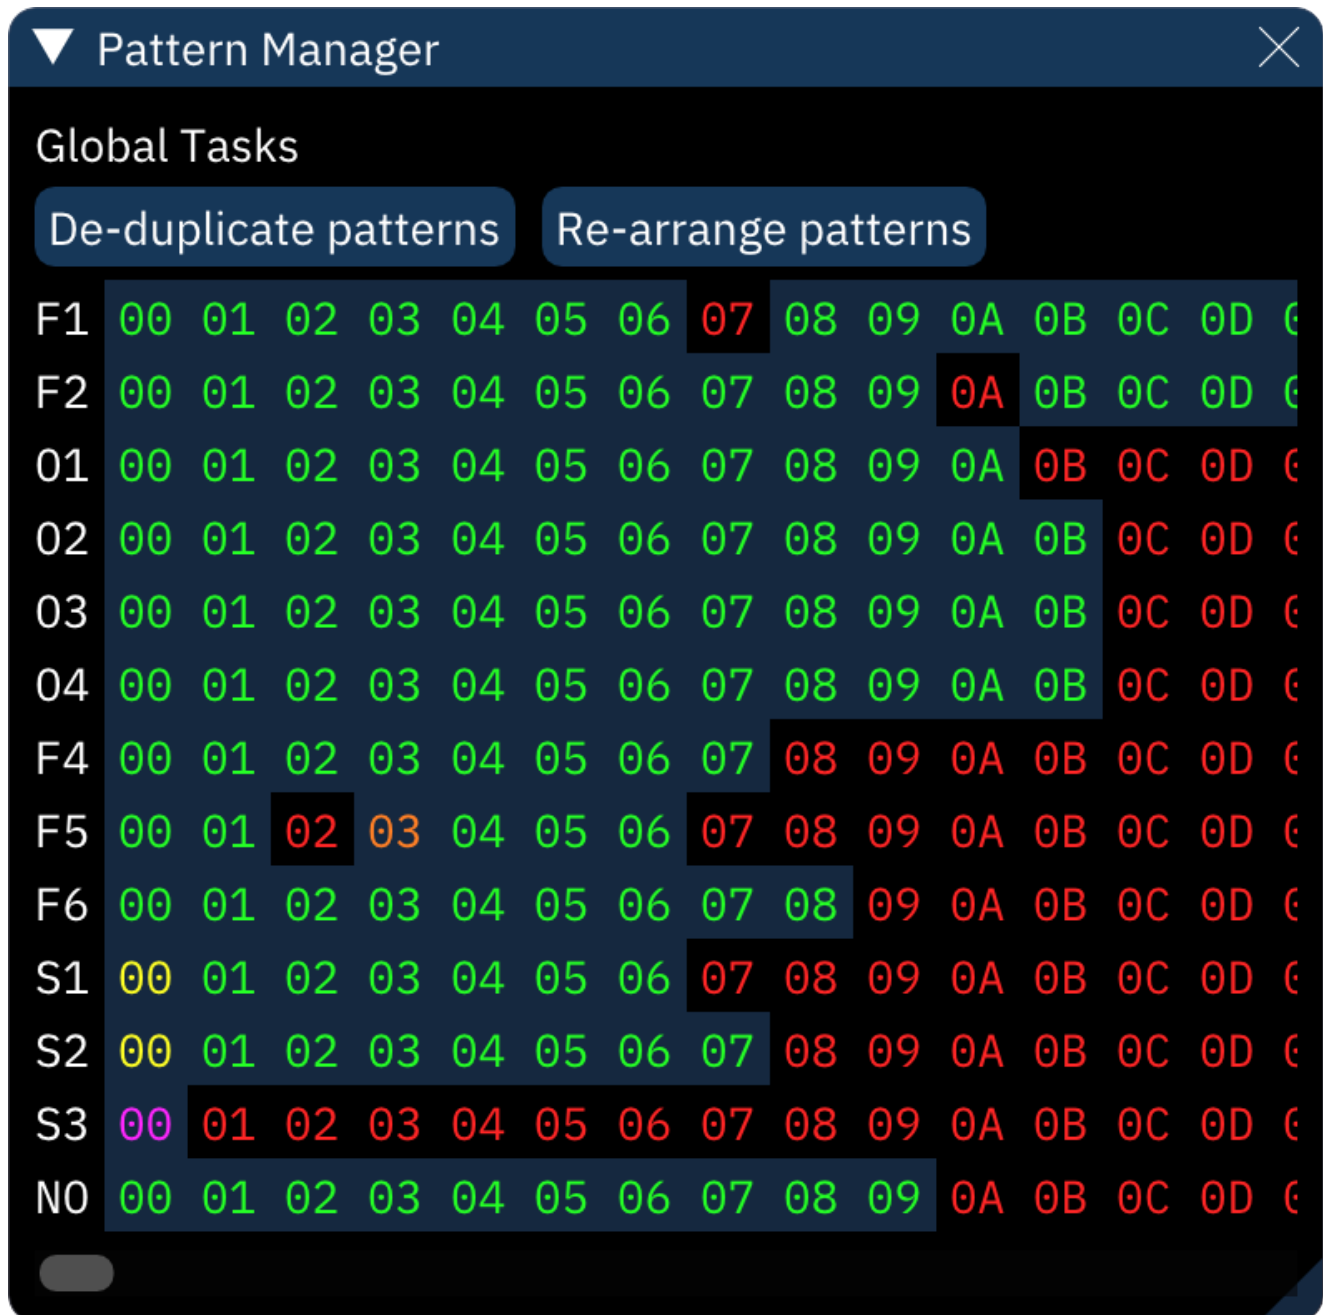 Pattern Manager
Global Tasks
De-duplicate patterns Re-arrange patterns
F1 00 01 02 03 04 05 06 07 08 09 0A 0B 0C 0D
F2 00 01 02 03 04 05 06 07 08 09 0A 0B 0C 0D
O1 00 01 02 03 04 05 06 07 08 09 0A 0B 0C 0D
O2 00 01 02 03 04 05 06 07 08 09 0A 0B 0C 0D
O3 00 01 02 03 04 05 06 07 08 09 0A 0B 0C 0D
O4 00 01 02 03 04 05 06 07 08 09 0A 0B 0C 0D
F4 00 01 02 03 04 05 06 07 08 09 0A 0B 0C 0D
F5 00 01 02 03 04 05 06 07 08 09 0A 0B 0C 0D
F6 00 01 02 03 04 05 06 07 08 09 0A 0B 0C 0D
S1 00 01 02 03 04 05 06 07 08 09 0A 0B 0C 0D
S2 00 01 02 03 04 05 06 07 08 09 0A 0B 0C 0D
S3 00 01 02 03 04 05 06 07 08 09 0A 0B 0C 0D
NO 00 01 02 03 04 05 06 07 08 09 0A 0B 0C 0D